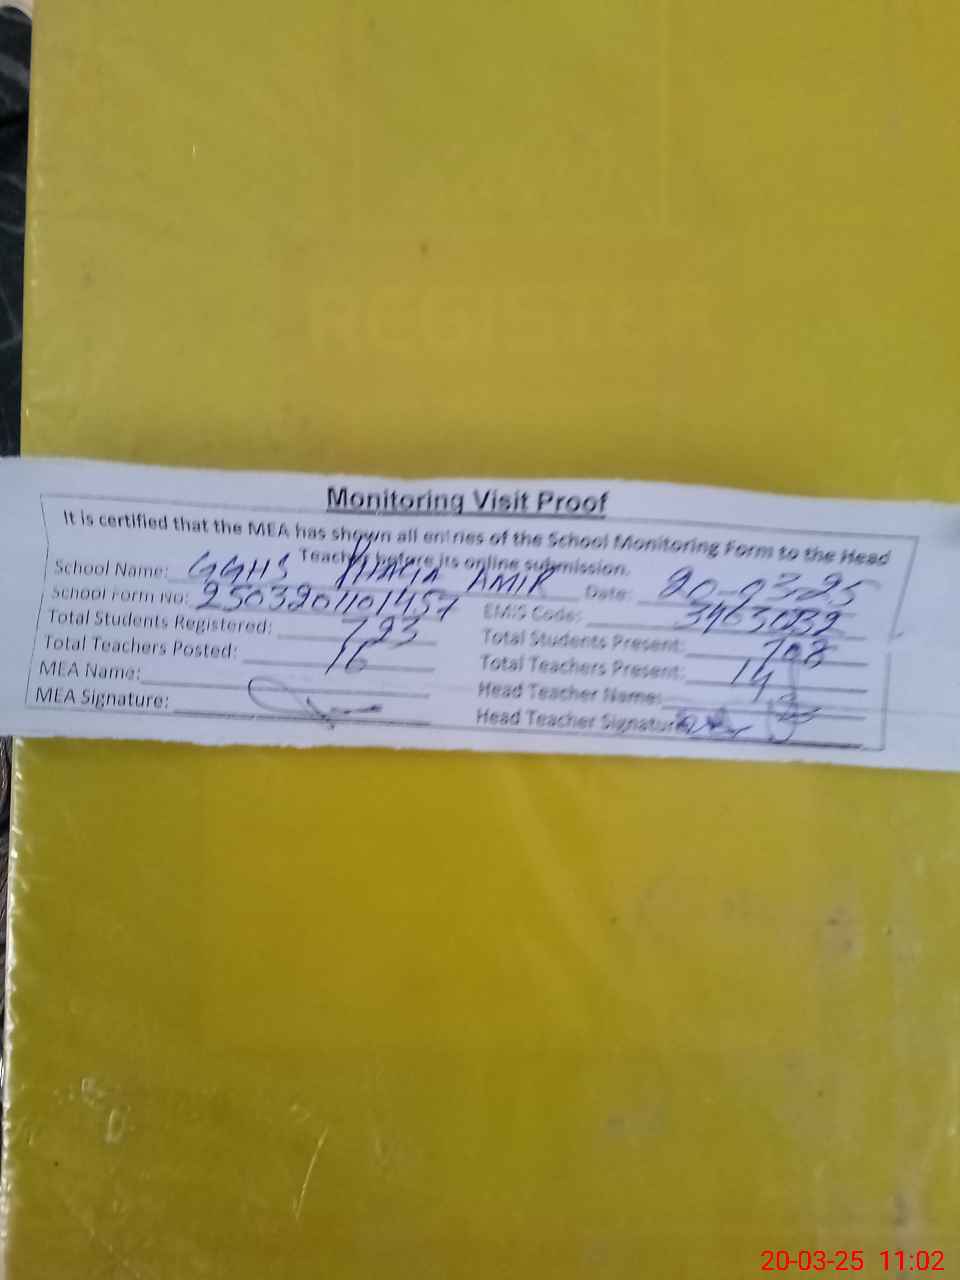 REGISTER
Monitoring Visit Proof
It is certified that the MEA has shown all entries of the School Monitoring Form to the Head
Teacher before its online submission.
School Name: GGHS AMIR Date: 20-03-25
School Form No: EMIS Code:
Total Students Registered: 723 Total Students Present: 708
Total Teachers Posted: 16 Total Teachers Present: 14
MEA Name: Head Teacher Name:
MEA Signature: Head Teacher Signature:
20-03-25 11:02